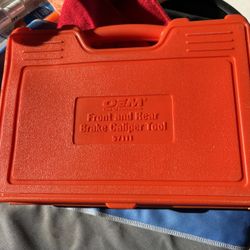 OEM
Front and Rear
Brake Caliper Tool
27111